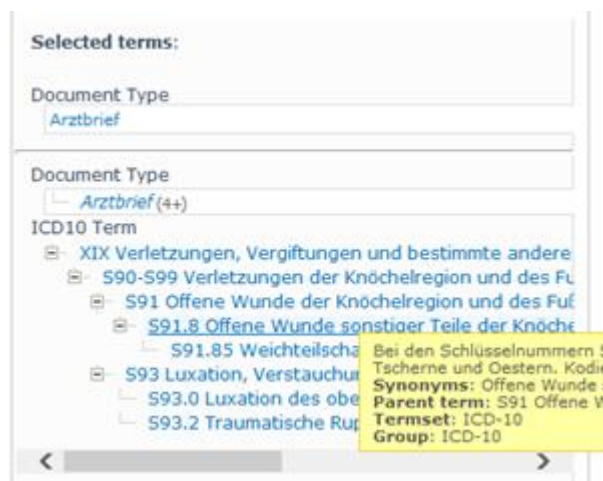 Selected terms:
Document Type
Arztbrief
Document Type
Arztbrief (4+)
ICD10 Term
XIX Verletzungen, Vergiftungen und bestimmte andere
S90-S99 Verletzungen der Knöchelregion und des Fu
S91 Offene Wunde der Knöchelregion und des Fuß
S91.8 Offene Wunde sonstiger Teile der Knöche
S91.85 Weichteilscha
Bei den Schlüsselnummern S
Tscherne und Oestern. Kodie
S93 Luxation, Verstauchu
Synonyms: Offene Wunde s
S93.0 Luxation des obe
Parent term: S91 Offene W
Termset: ICD-10
S93.2 Traumatische Rup
Group: ICD-10